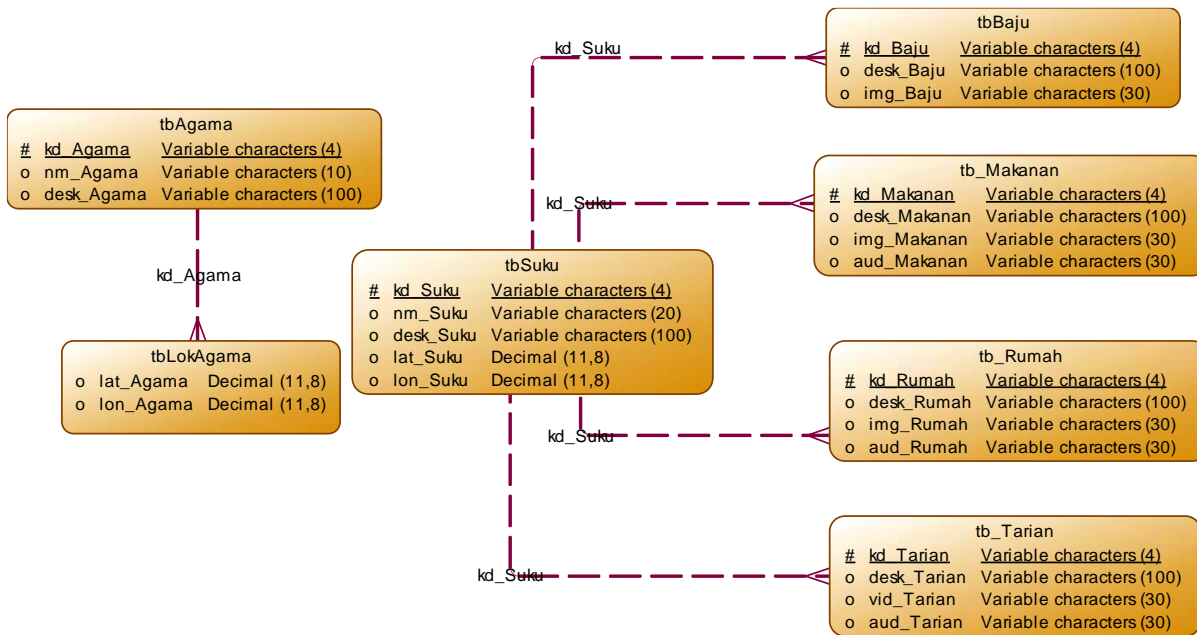 tbAgama
# kd_Agama Variable characters (4)
o nm_Agama Variable characters (10)
o desk_Agama Variable characters (100)
kd_Agama
tbLokAgama
o lat_Agama Decimal (11,8)
o lon_Agama Decimal (11,8)
tbSuku
# kd_Suku Variable characters (4)
o nm_Suku Variable characters (20)
o desk_Suku Variable characters (100)
o lat_Suku Decimal (11,8)
o lon_Suku Decimal (11,8)
kd_Suku
tbBaju
# kd_Baju Variable characters (4)
o desk_Baju Variable characters (100)
o img_Baju Variable characters (30)
kd_Suku
tb_Makanan
# kd_Makanan Variable characters (4)
o desk_Makanan Variable characters (100)
o img_Makanan Variable characters (30)
o aud_Makanan Variable characters (30)
kd_Suku
tb_Rumah
# kd_Rumah Variable characters (4)
o desk_Rumah Variable characters (100)
o img_Rumah Variable characters (30)
o aud_Rumah Variable characters (30)
kd_Suku
tb_Tarian
# kd_Tarian Variable characters (4)
o desk_Tarian Variable characters (100)
o vid_Tarian Variable characters (30)
o aud_Tarian Variable characters (30)